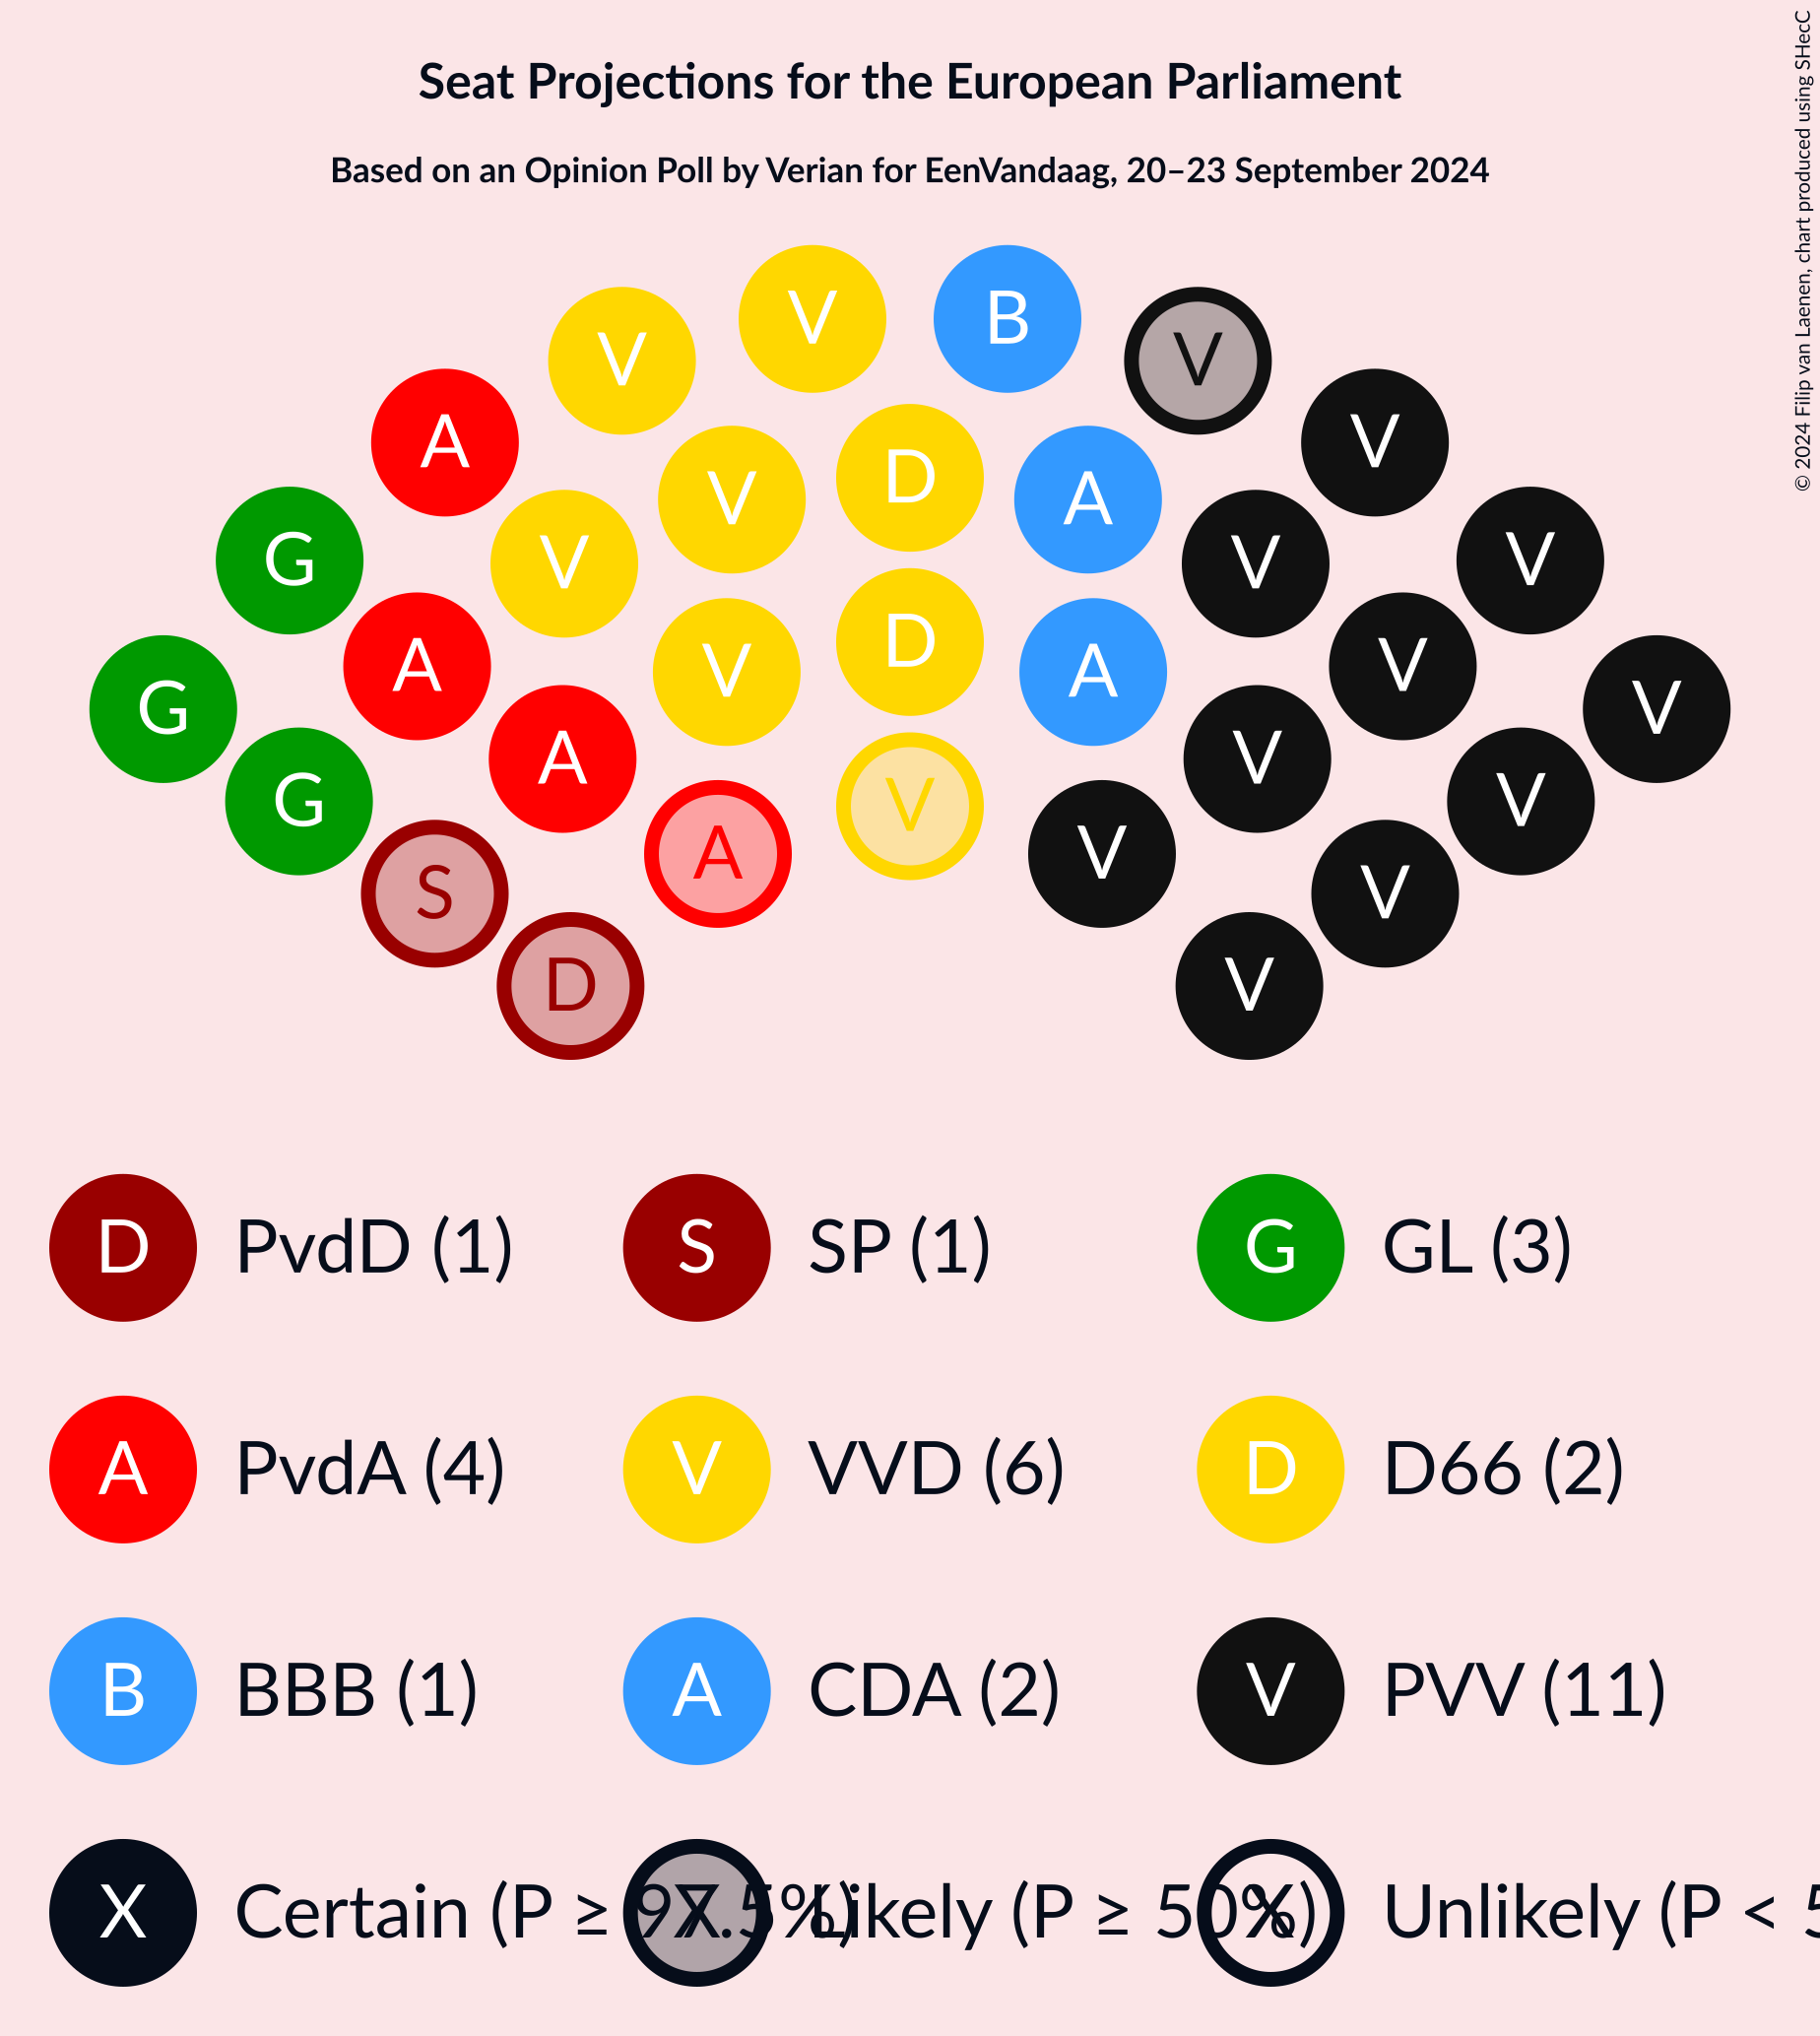 Seat Projections for the European Parliament
Based on an Opinion Poll by Verian for EenVandaag, 20–23 September 2024
© 2024 Filip van Laenen, chart produced using SHecC
V V B V
A V D A V
G V V V
A V D A V
G A V V V
G A V V V
S D V V
D PvdD (1) S SP (1) G GL (3)
A PvdA (4) V VVD (6) D D66 (2)
B BBB (1) A CDA (2) V PVV (11)
X Certain (P ≥ 97.5%) X Likely (P ≥ 50%) X Unlikely (P < 5